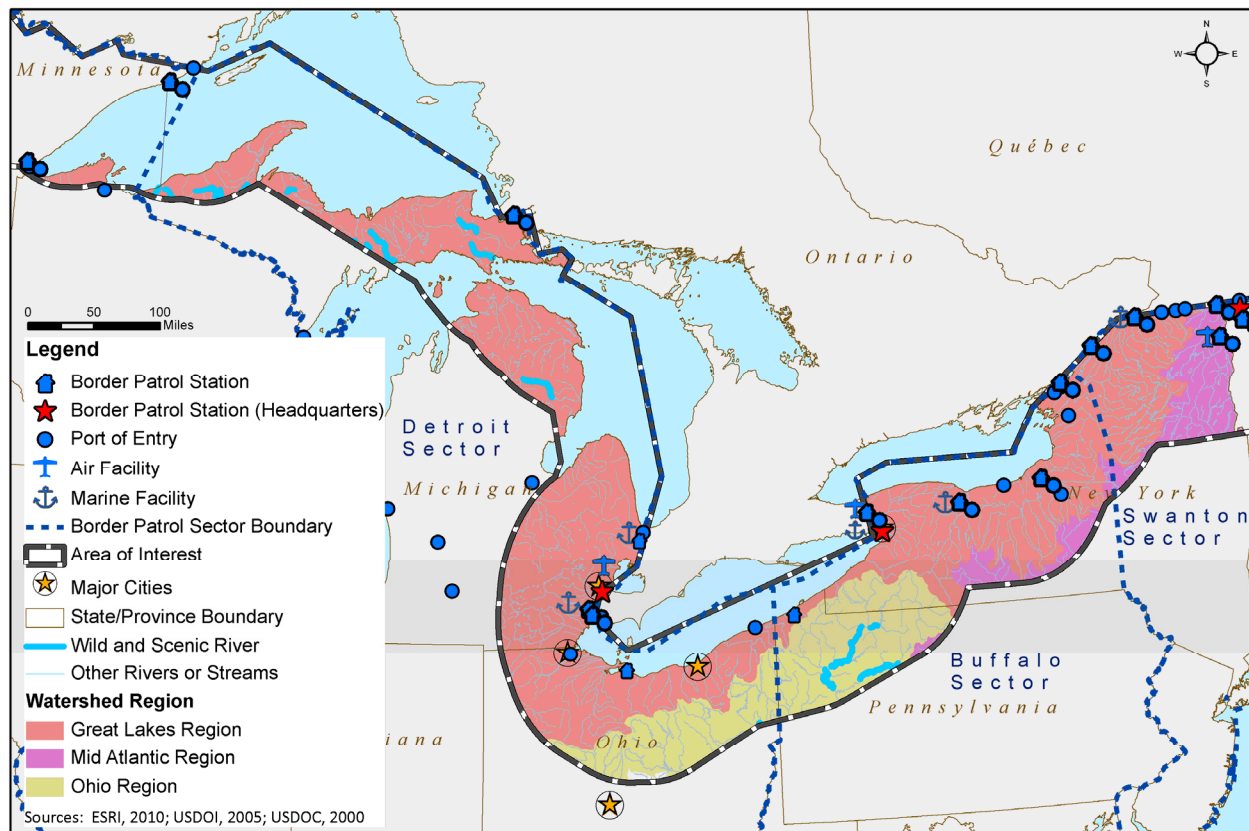 N
W E
S
Minnesota
Québec
Ontario
0 50 100
Miles
Legend
Border Patrol Station
Border Patrol Station (Headquarters)
Port of Entry
Air Facility
Marine Facility
Border Patrol Sector Boundary
Area of Interest
Major Cities
State/Province Boundary
Wild and Scenic River
Other Rivers or Streams
Watershed Region
Great Lakes Region
Mid Atlantic Region
Ohio Region
Sources: ESRI, 2010; USDOI, 2005; USDOC, 2000
Detroit
Sector
Michigan
New York
Swanton
Sector
Buffalo
Sector
Pennsylvania
iana
Ohio